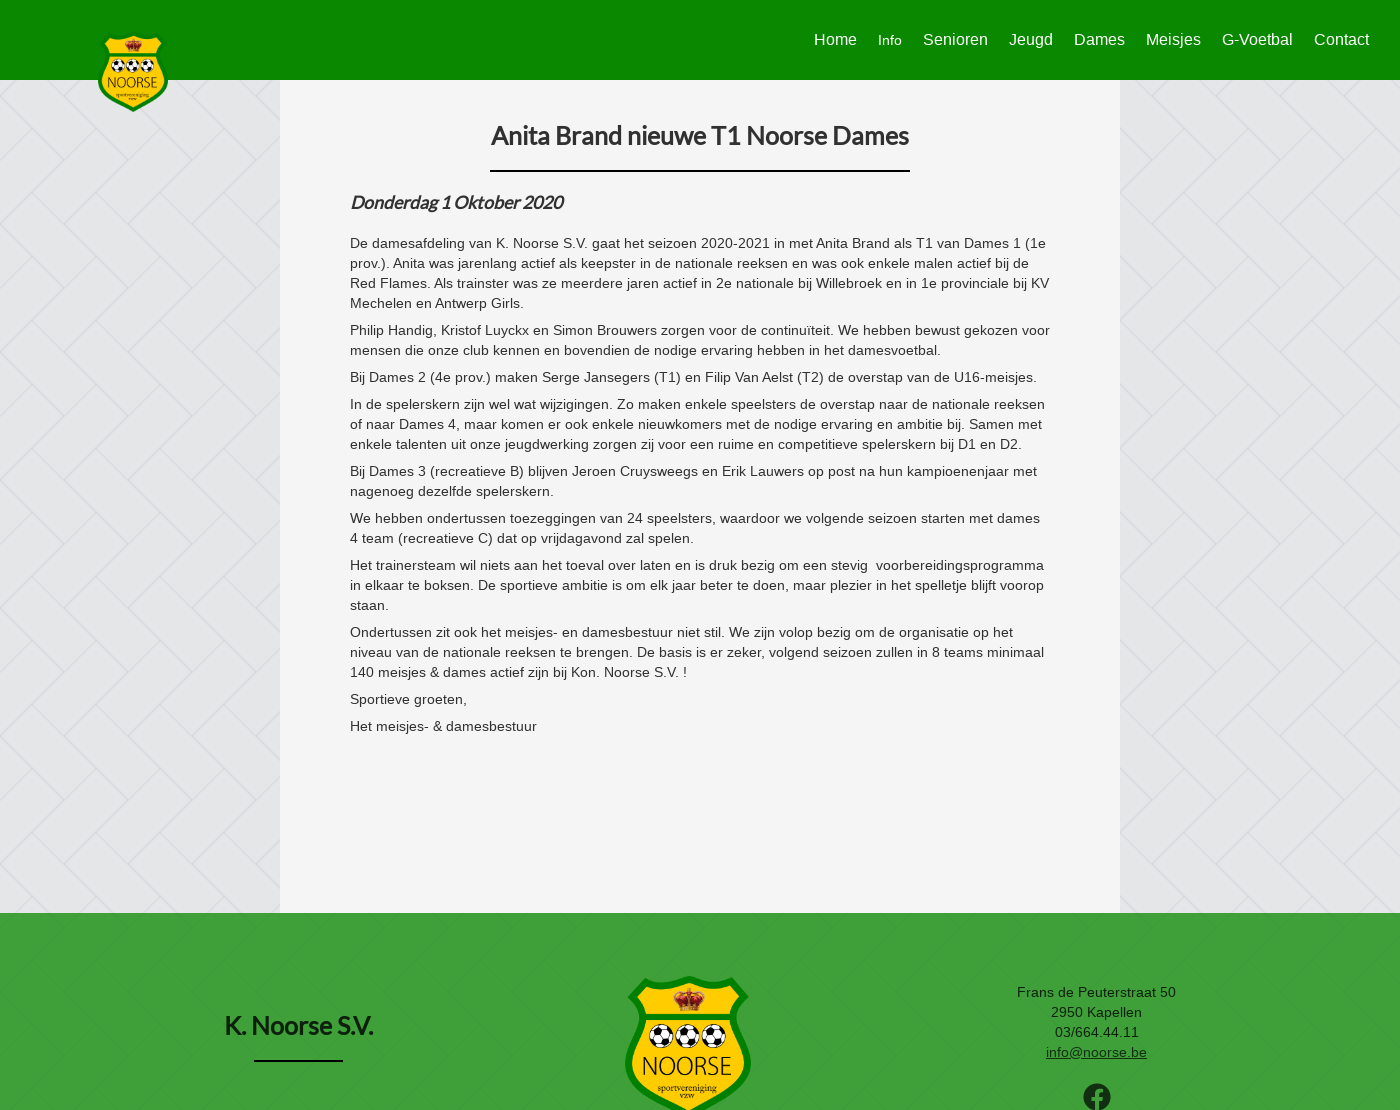 NOORSE
sportvereniging
vzw
Home Info Senioren Jeugd Dames Meisjes G-Voetbal Contact
Anita Brand nieuwe T1 Noorse Dames
Donderdag 1 Oktober 2020
De damesafdeling van K. Noorse S.V. gaat het seizoen 2020-2021 in met Anita Brand als T1 van Dames 1 (1e
prov.). Anita was jarenlang actief als keepster in de nationale reeksen en was ook enkele malen actief bij de
Red Flames. Als trainster was ze meerdere jaren actief in 2e nationale bij Willebroek en in 1e provinciale bij KV
Mechelen en Antwerp Girls.
Philip Handig, Kristof Luyckx en Simon Brouwers zorgen voor de continuïteit. We hebben bewust gekozen voor
mensen die onze club kennen en bovendien de nodige ervaring hebben in het damesvoetbal.
Bij Dames 2 (4e prov.) maken Serge Jansegers (T1) en Filip Van Aelst (T2) de overstap van de U16-meisjes.
In de spelerskern zijn wel wat wijzigingen. Zo maken enkele speelsters de overstap naar de nationale reeksen
of naar Dames 4, maar komen er ook enkele nieuwkomers met de nodige ervaring en ambitie bij. Samen met
enkele talenten uit onze jeugdwerking zorgen zij voor een ruime en competitieve spelerskern bij D1 en D2.
Bij Dames 3 (recreatieve B) blijven Jeroen Cruysweegs en Erik Lauwers op post na hun kampioenenjaar met
nagenoeg dezelfde spelerskern.
We hebben ondertussen toezeggingen van 24 speelsters, waardoor we volgende seizoen starten met dames
4 team (recreatieve C) dat op vrijdagavond zal spelen.
Het trainersteam wil niets aan het toeval over laten en is druk bezig om een stevig  voorbereidingsprogramma
in elkaar te boksen. De sportieve ambitie is om elk jaar beter te doen, maar plezier in het spelletje blijft voorop
staan.
Ondertussen zit ook het meisjes- en damesbestuur niet stil. We zijn volop bezig om de organisatie op het
niveau van de nationale reeksen te brengen. De basis is er zeker, volgend seizoen zullen in 8 teams minimaal
140 meisjes & dames actief zijn bij Kon. Noorse S.V. !
Sportieve groeten,
Het meisjes- & damesbestuur
K. Noorse S.V.
NOORSE
sportvereniging
vzw
Frans de Peuterstraat 50
2950 Kapellen
03/664.44.11
info@noorse.be